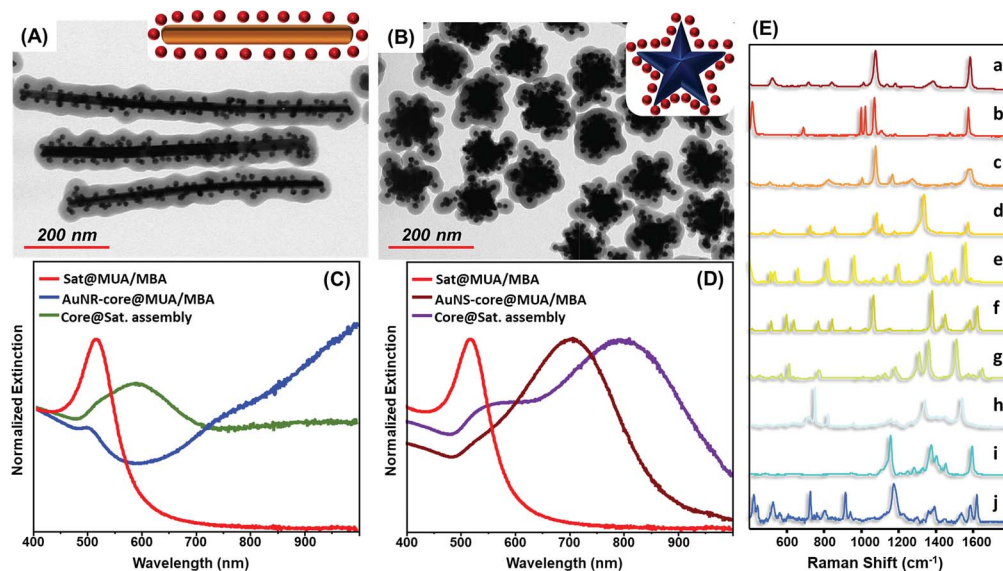 (A)
200 nm
(B)
200 nm
(C)
Sat@MUA/MBA
AuNR-core@MUA/MBA
Core@Sat. assembly
Normalized Extinction
400 500 600 700 800 900
Wavelength (nm)
(D)
Sat@MUA/MBA
AuNS-core@MUA/MBA
Core@Sat. assembly
Normalized Extinction
400 500 600 700 800 900
Wavelength (nm)
(E)
a
b
c
d
e
f
g
h
i
j
600 800 1000 1200 1400 1600
Raman Shift (cm⁻¹)